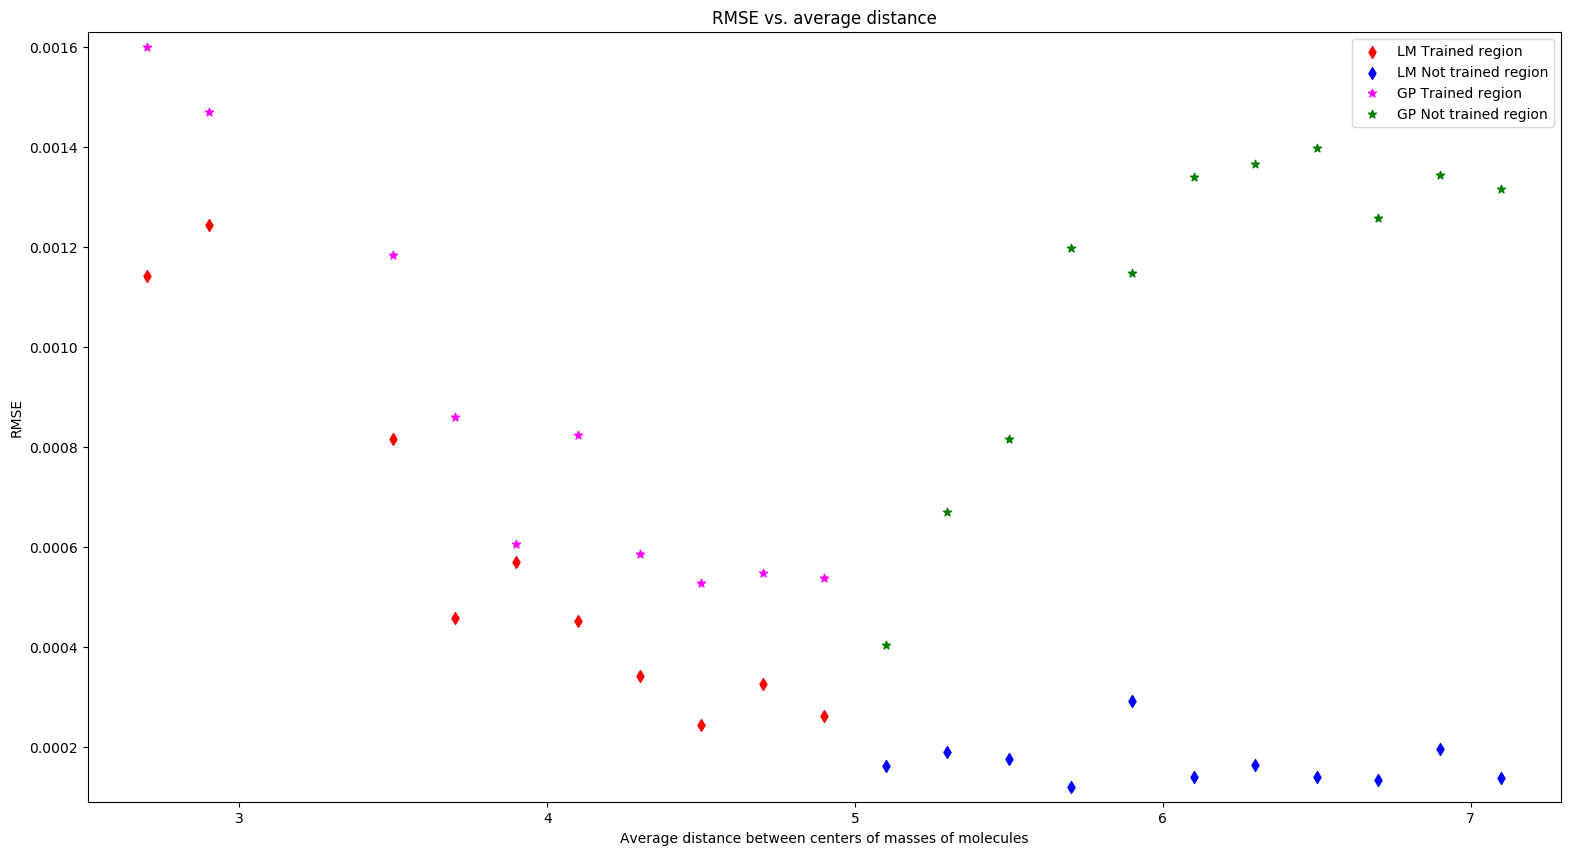 RMSE vs. average distance
0.0016
0.0014
0.0012
0.0010
0.0008
0.0006
0.0004
0.0002
RMSE
LM Trained region
LM Not trained region
GP Trained region
GP Not trained region
3 4 5 6 7
Average distance between centers of masses of molecules